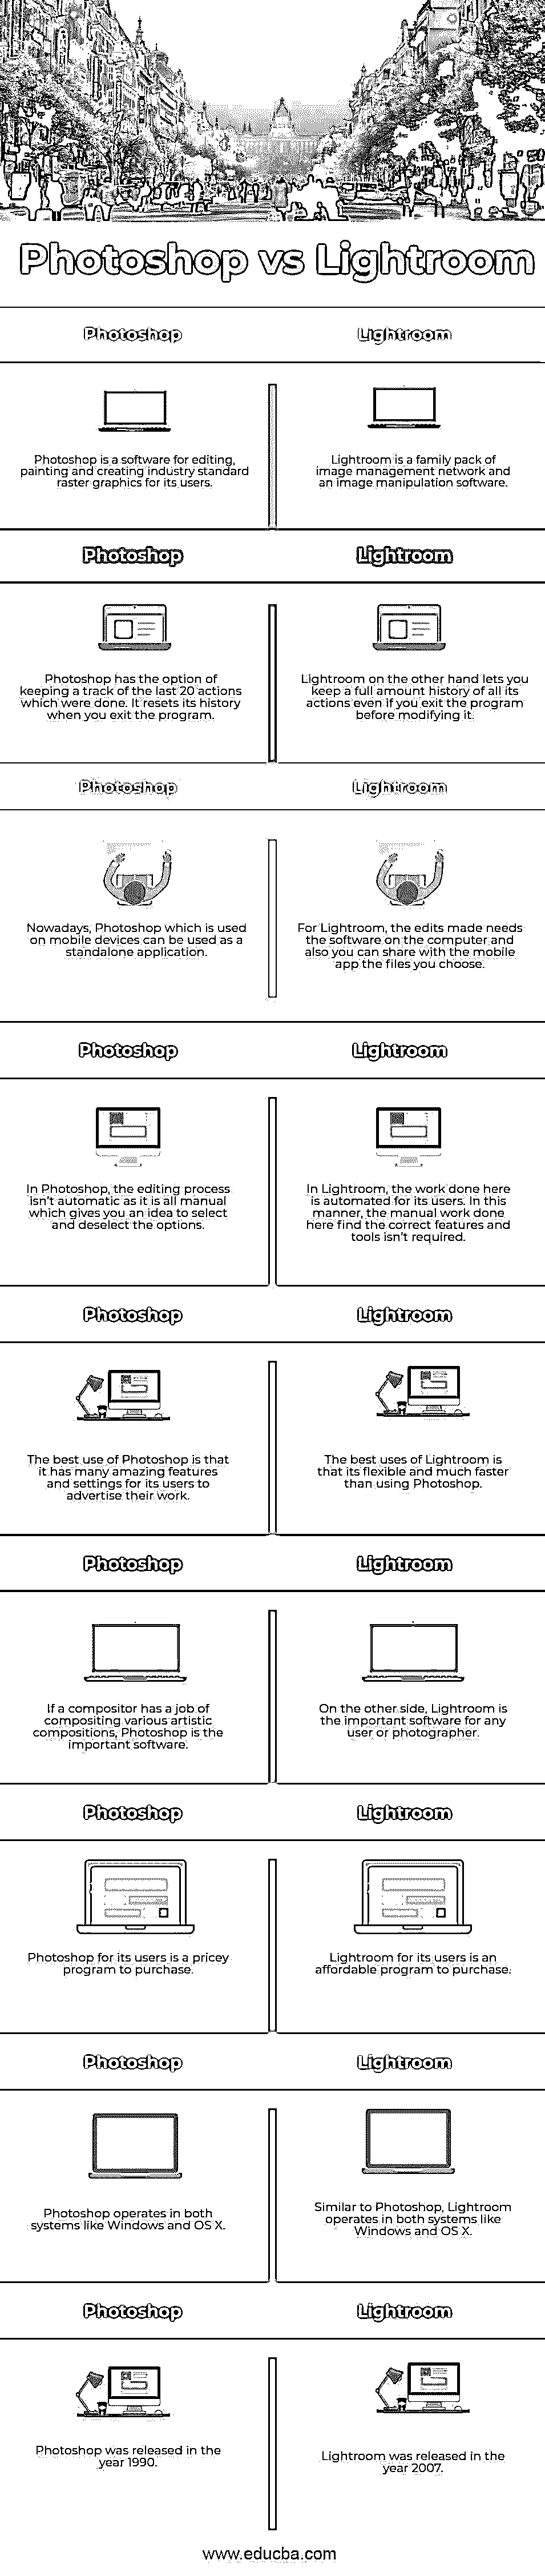 Photoshop vs Lightroom
Photoshop
Lightroom
Photoshop is a software for editing,
painting and creating industry standard
raster graphics for its users.
Lightroom is a family pack of
image management network and
an image manipulation software.
Photoshop
Lightroom
Photoshop has the option of
keeping a track of the last 20 actions
which were done. It resets its history
when you exit the program.
Lightroom on the other hand lets you
keep a full amount history of all its
actions even if you exit the program
before modifying it.
Photoshop
Lightroom
Nowadays, Photoshop which is used
on mobile devices can be used as a
standalone application.
For Lightroom, the edits made needs
the software on the computer and
also you can share with the mobile
app the files you choose.
Photoshop
Lightroom
In Photoshop, the editing process
isn't automatic as it is all manual
which gives you an idea to select
and deselect the options.
In Lightroom, the work done here
is automated for its users. In this
manner, the manual work done
here find the correct features and
tools isn't required.
Photoshop
Lightroom
The best use of Photoshop is that
it has many amazing features
and settings for its users to
advertise their work.
The best uses of Lightroom is
that its flexible and much faster
than using Photoshop.
Photoshop
Lightroom
If a compositor has a job of
compositing various artistic
compositions, Photoshop is the
important software.
On the other side, Lightroom is
the important software for any
user or photographer.
Photoshop
Lightroom
Photoshop for its users is a pricey
program to purchase.
Lightroom for its users is an
affordable program to purchase.
Photoshop
Lightroom
Photoshop operates in both
systems like Windows and OS X.
Similar to Photoshop, Lightroom
operates in both systems like
Windows and OS X.
Photoshop
Lightroom
Photoshop was released in the
year 1990.
Lightroom was released in the
year 2007.
www.educba.com